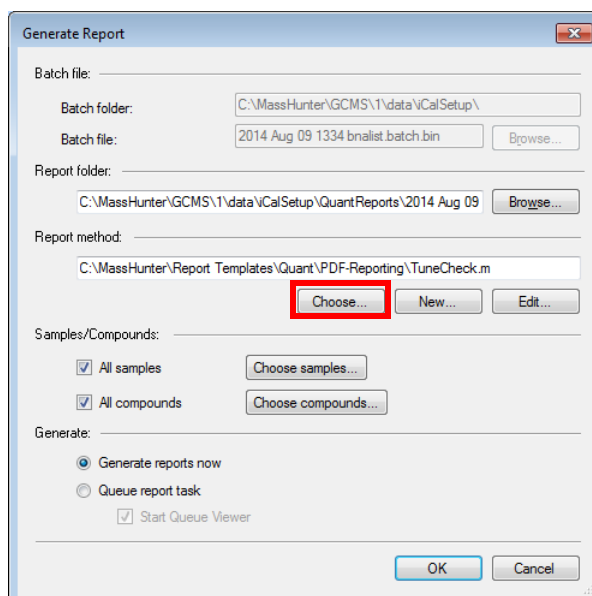 Generate Report
Batch file:
Batch folder: C:\MassHunter\GCMS\1\data\iCalSetup\
Batch file: 2014 Aug 09 1334 bnalist.batch.bin Browse...
Report folder:
C:\MassHunter\GCMS\1\data\iCalSetup\QuantReports\2014 Aug 09 Browse...
Report method:
C:\MassHunter\Report Templates\Quant\PDF-Reporting\TuneCheck.m
Choose... New... Edit...
Samples/Compounds:
All samples Choose samples...
All compounds Choose compounds...
Generate:
Generate reports now
Queue report task
Start Queue Viewer
OK Cancel